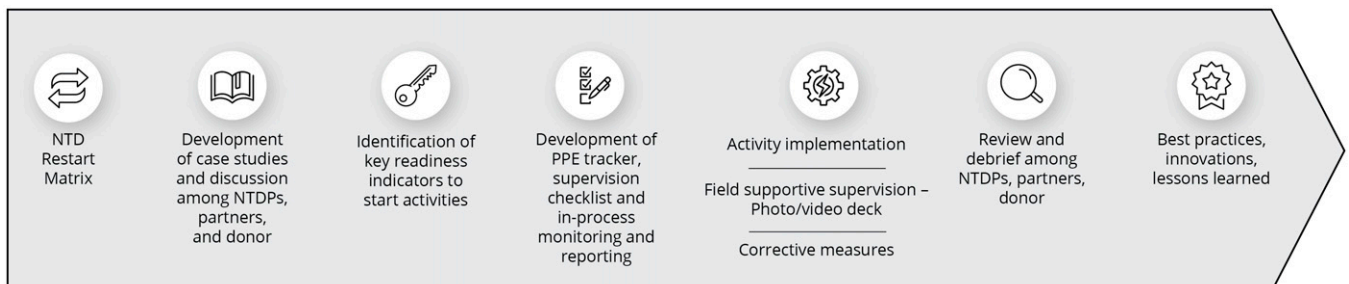 NTD
Restart
Matrix
Development
of case studies
and discussion
among NTDPs,
partners,
and donor
Identification of
key readiness
indicators to
start activities
Development of
PPE tracker,
supervision
checklist and
in-process
monitoring and
reporting
Activity implementation
Field supportive supervision –
Photo/video deck
Corrective measures
Review and
debrief among
NTDPs, partners,
donor
Best practices,
innovations,
lessons learned